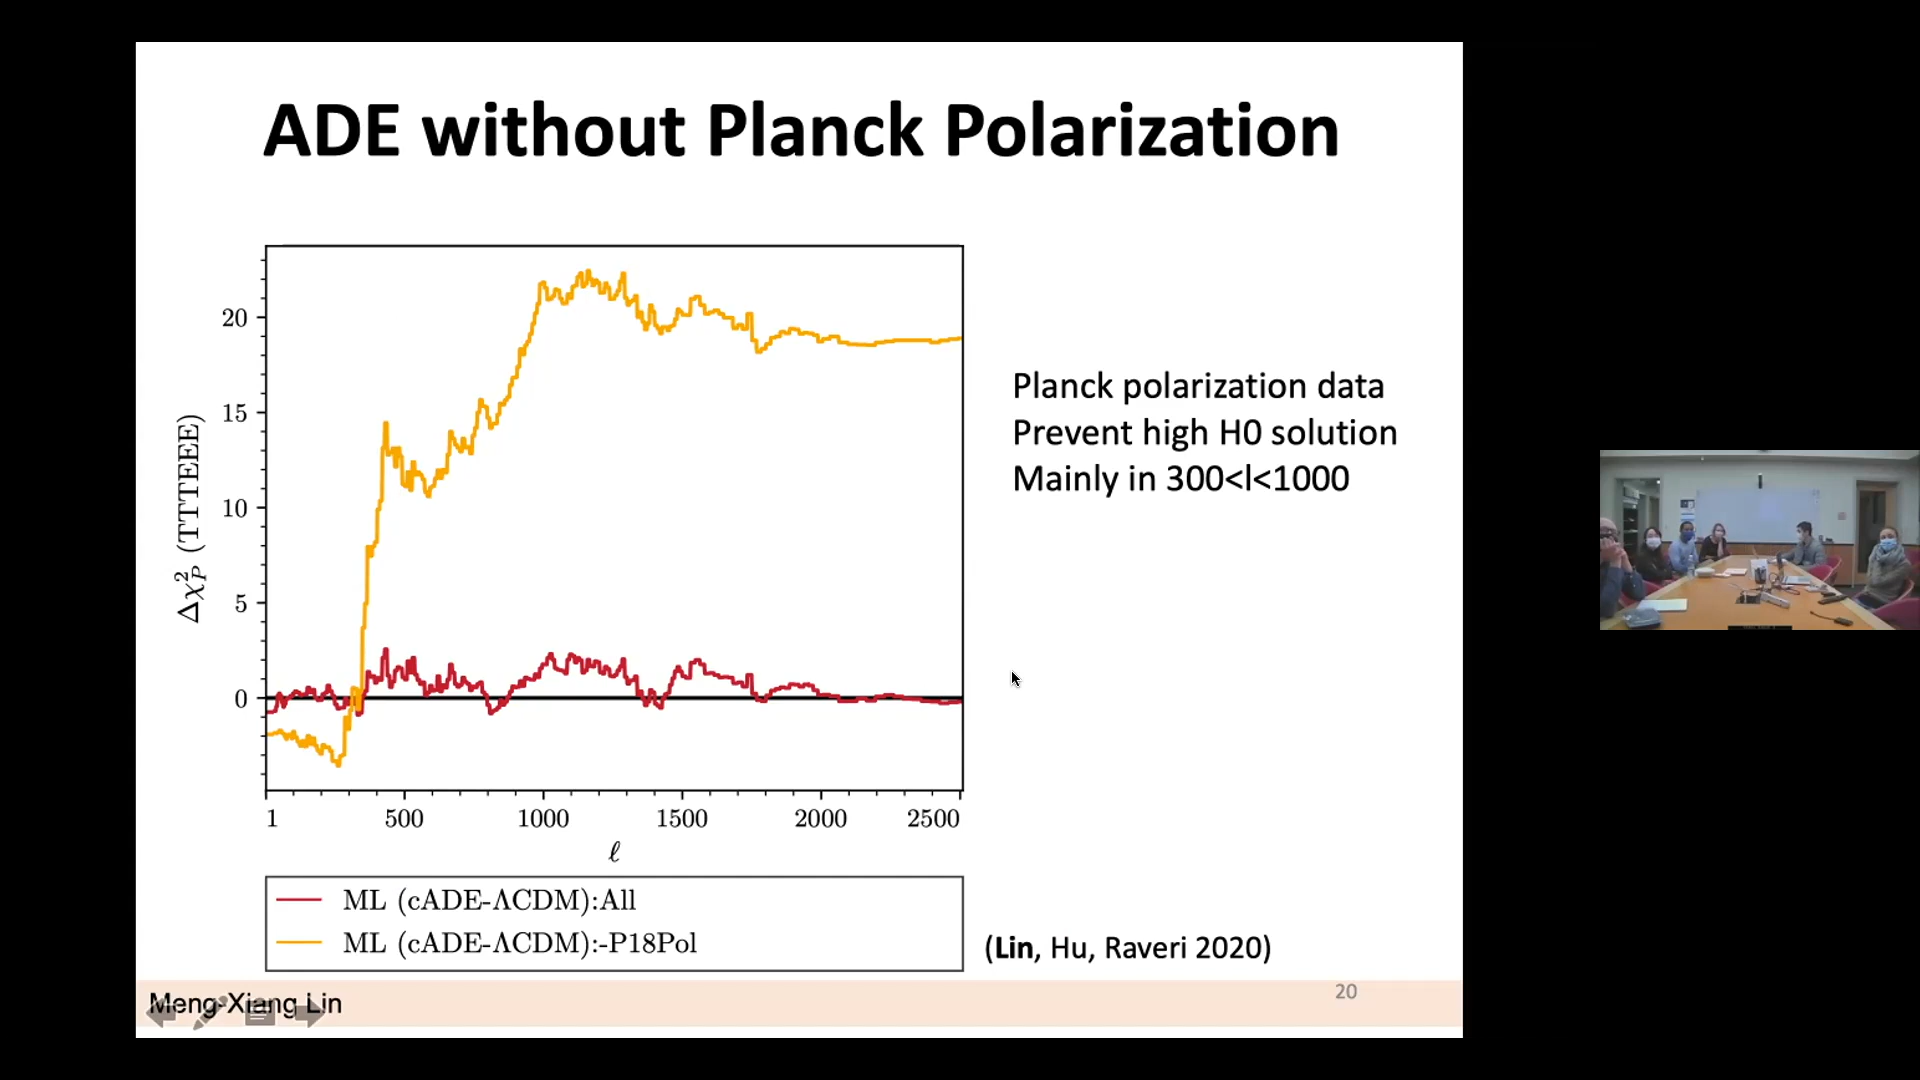 ADE without Planck Polarization
20
15
10
5
0
Δχ²_P (TTTEEE)
1 500 1000 1500 2000 2500
ℓ
ML (cADE-ΛCDM):All
ML (cADE-ΛCDM):-P18Pol
Planck polarization data
Prevent high H0 solution
Mainly in 300<l<1000
(Lin, Hu, Raveri 2020)
Meng-Xiang Lin
20